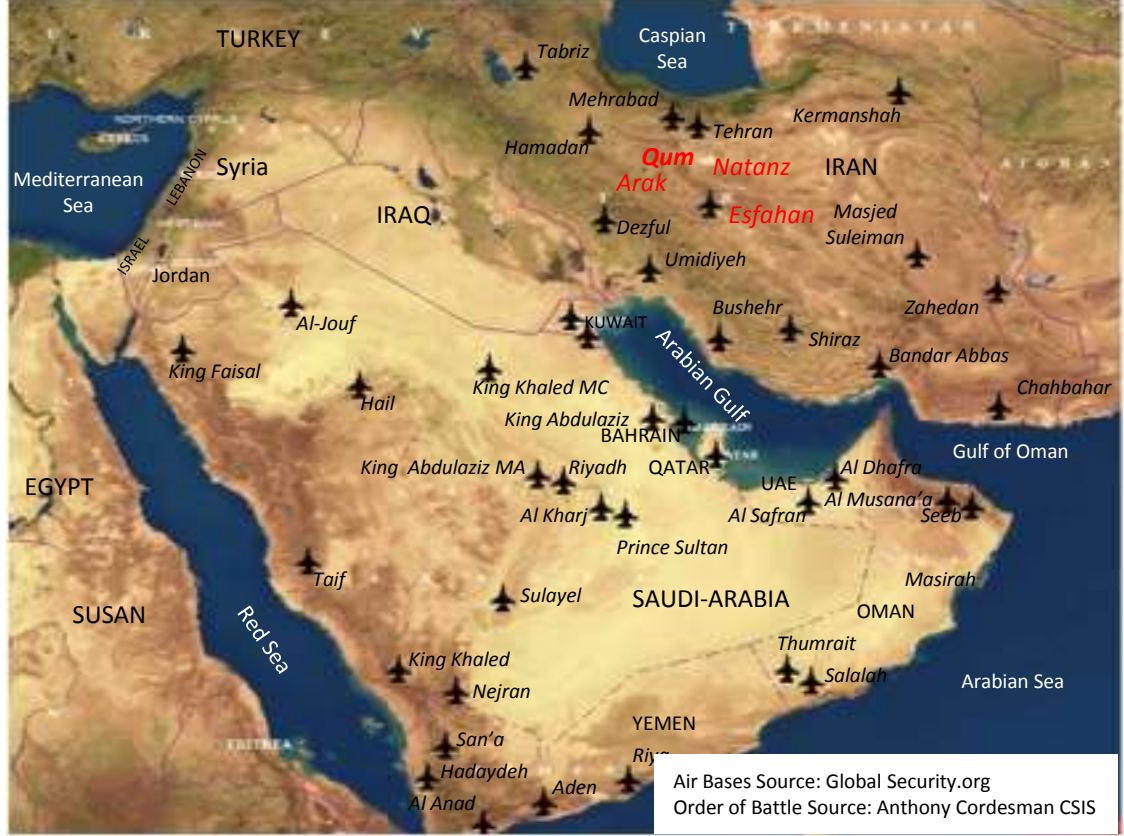 TURKEY
Caspian
Sea
TURKMENISTAN
Tabriz
Mehrabad
Tehran
Kermanshah
Hamadan
NORTHERN CYPRUS
CYPRUS
Mediterranean
Sea
LEBANON
Syria
Qum
Natanz
Arak
IRAN
IRAQ
Esfahan
Dezful
Masjed
Suleiman
ISRAEL
Jordan
Umidiyeh
Al-Jouf
KUWAIT
Bushehr
Shiraz
Zahedan
King Faisal
Arabian Gulf
Bandar Abbas
Hail
King Khaled MC
Chahbahar
King Abdulaziz
BAHRAIN
Gulf of Oman
King Abdulaziz MA
Riyadh
QATAR
Al Dhafra
UAE
EGYPT
Al Kharj
Al Safran
Al Musana’a
Seeb
Prince Sultan
Taif
Sulayel
SAUDI-ARABIA
Masirah
OMAN
SUSAN
Red Sea
King Khaled
Nejran
Thumrait
Salalah
Arabian Sea
YEMEN
San’a
ERITREA
Hadaydeh
Al Anad
Aden
Air Bases Source: Global Security.org
Order of Battle Source: Anthony Cordesman CSIS